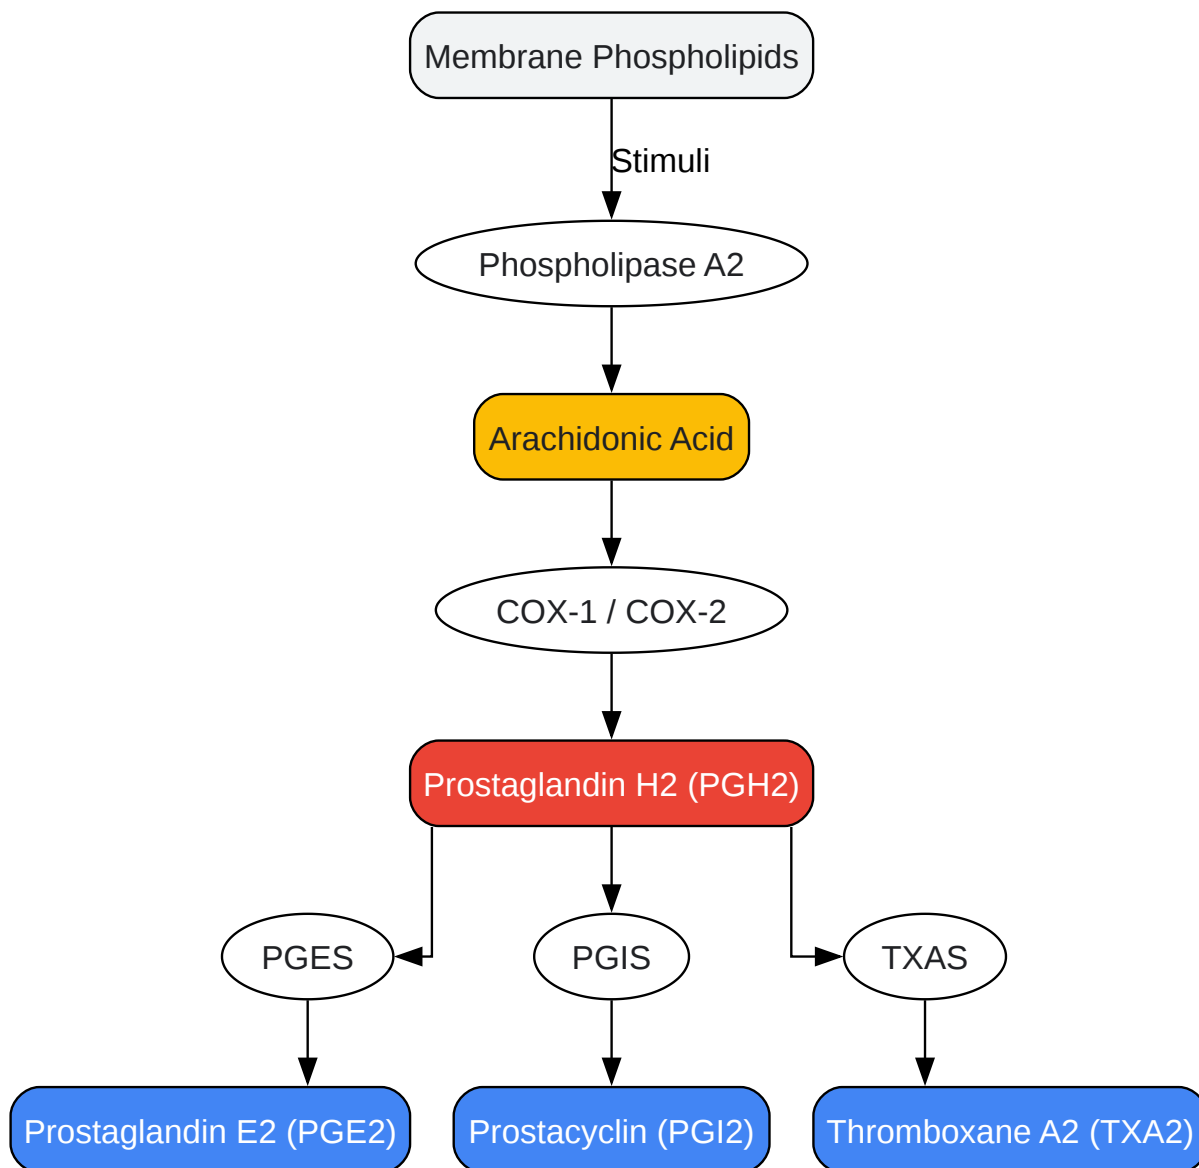 Membrane Phospholipids
Stimuli
Phospholipase A2
Arachidonic Acid
COX-1 / COX-2
Prostaglandin H2 (PGH2)
PGES
PGIS
TXAS
Prostaglandin E2 (PGE2)
Prostacyclin (PGI2)
Thromboxane A2 (TXA2)